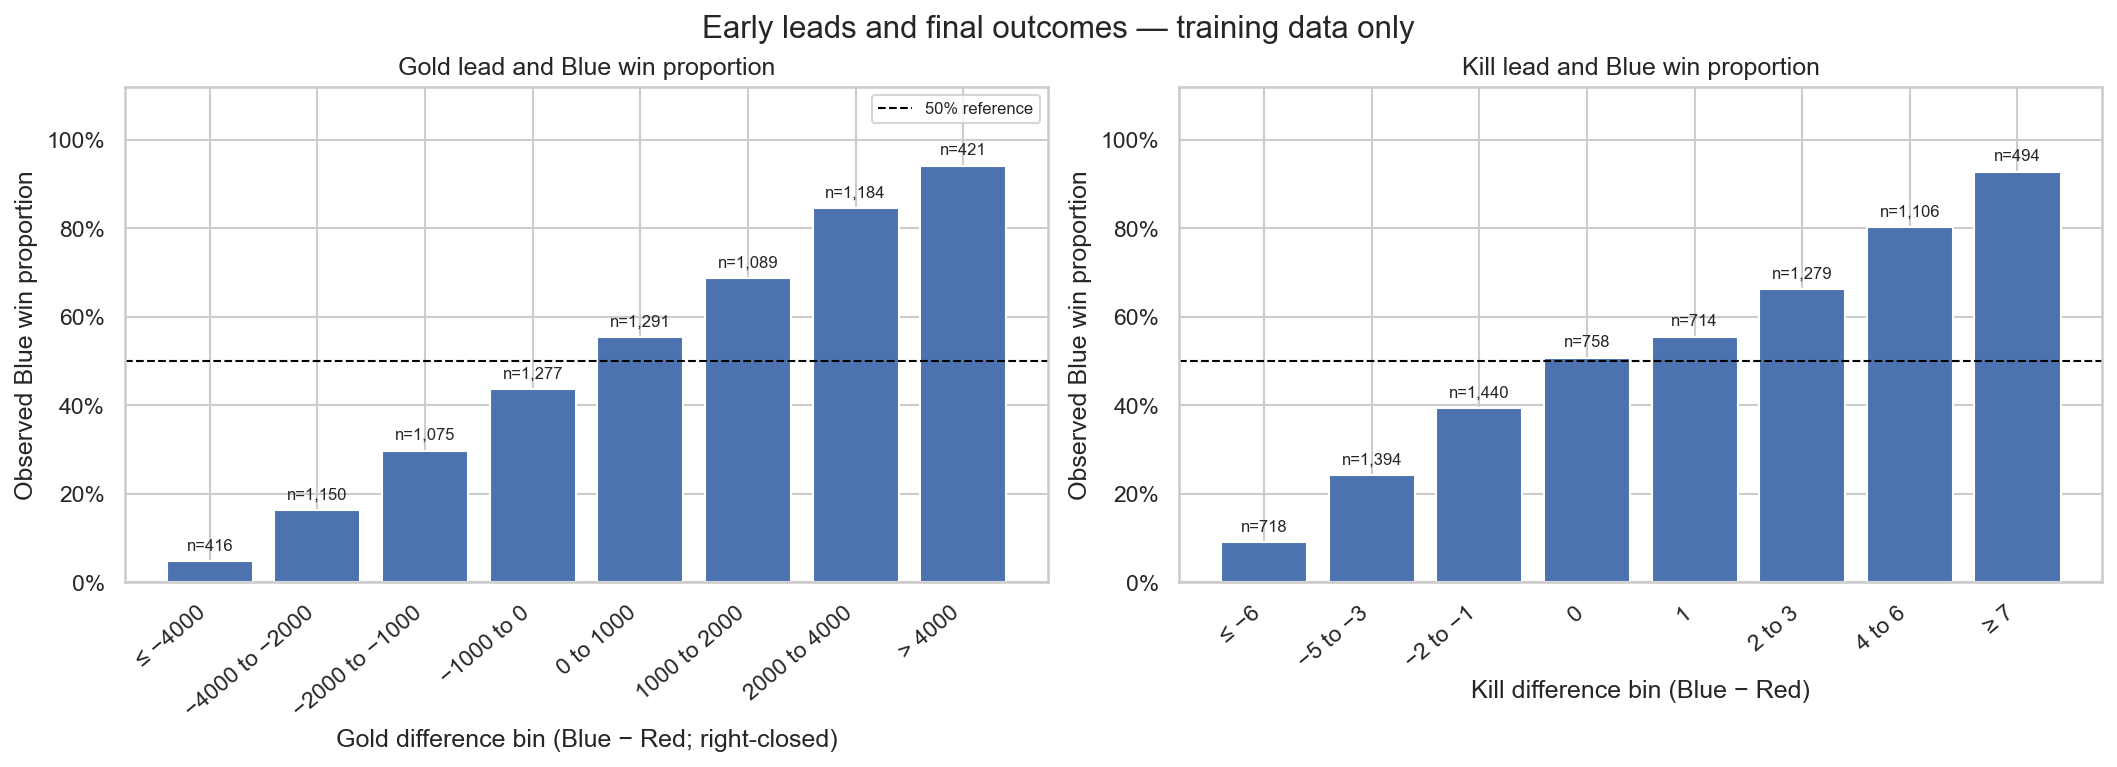 Early leads and final outcomes — training data only
Gold lead and Blue win proportion
Observed Blue win proportion
100%
80%
60%
40%
20%
0%
50% reference
n=416
n=1,150
n=1,075
n=1,277
n=1,291
n=1,089
n=1,184
n=421
≤ −4000
−4000 to −2000
−2000 to −1000
−1000 to 0
0 to 1000
1000 to 2000
2000 to 4000
> 4000
Gold difference bin (Blue − Red; right-closed)
Kill lead and Blue win proportion
Observed Blue win proportion
100%
80%
60%
40%
20%
0%
n=718
n=1,394
n=1,440
n=758
n=714
n=1,279
n=1,106
n=494
≤ −6
−5 to −3
−2 to −1
0
1
2 to 3
4 to 6
≥ 7
Kill difference bin (Blue − Red)